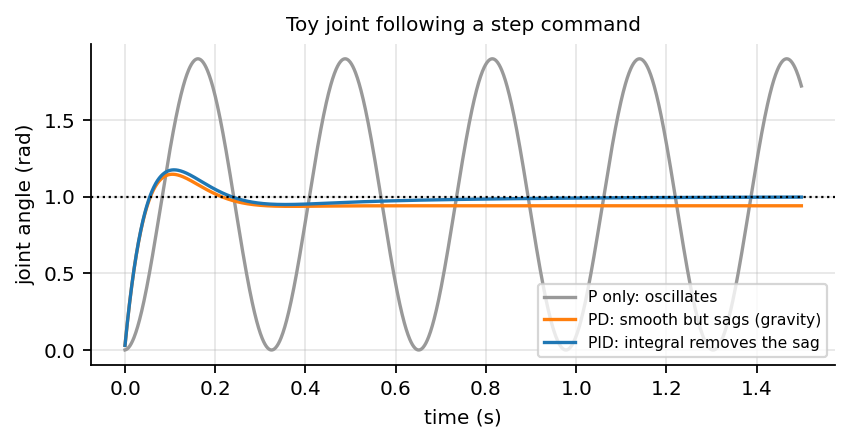 Toy joint following a step command
joint angle (rad)
1.5
1.0
0.5
0.0
P only: oscillates
PD: smooth but sags (gravity)
PID: integral removes the sag
0.0 0.2 0.4 0.6 0.8 1.0 1.2 1.4
time (s)